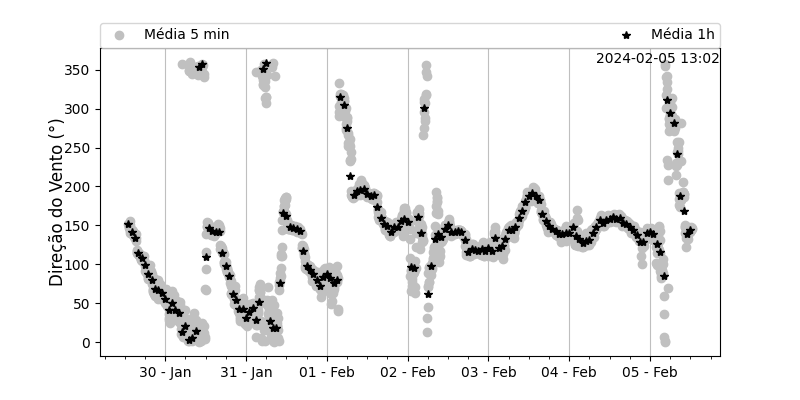 Média 5 min
Média 1h
2024-02-05 13:02
Direção do Vento (°)
350
300
250
200
150
100
50
0
30 - Jan
31 - Jan
01 - Feb
02 - Feb
03 - Feb
04 - Feb
05 - Feb